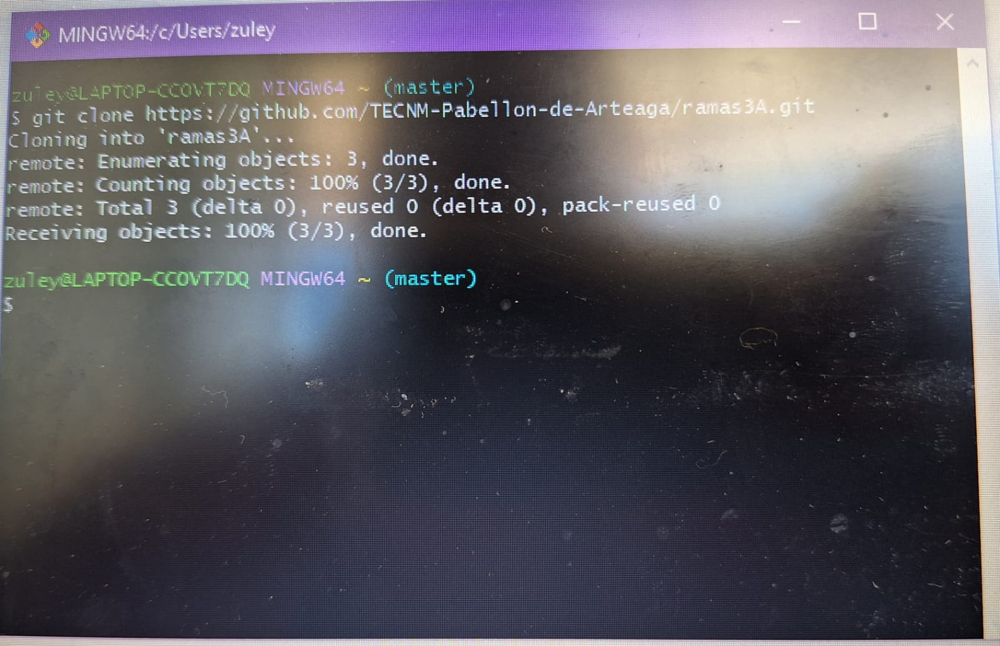 MINGW64:/c/Users/zuley
zuley@LAPTOP-CCOVT7DQ MINGW64 ~ (master)
$ git clone https://github.com/TECNM-Pabellon-de-Arteaga/ramas3A.git
Cloning into 'ramas3A'...
remote: Enumerating objects: 3, done.
remote: Counting objects: 100% (3/3), done.
remote: Total 3 (delta 0), reused 0 (delta 0), pack-reused 0
Receiving objects: 100% (3/3), done.
zuley@LAPTOP-CCOVT7DQ MINGW64 ~ (master)
$